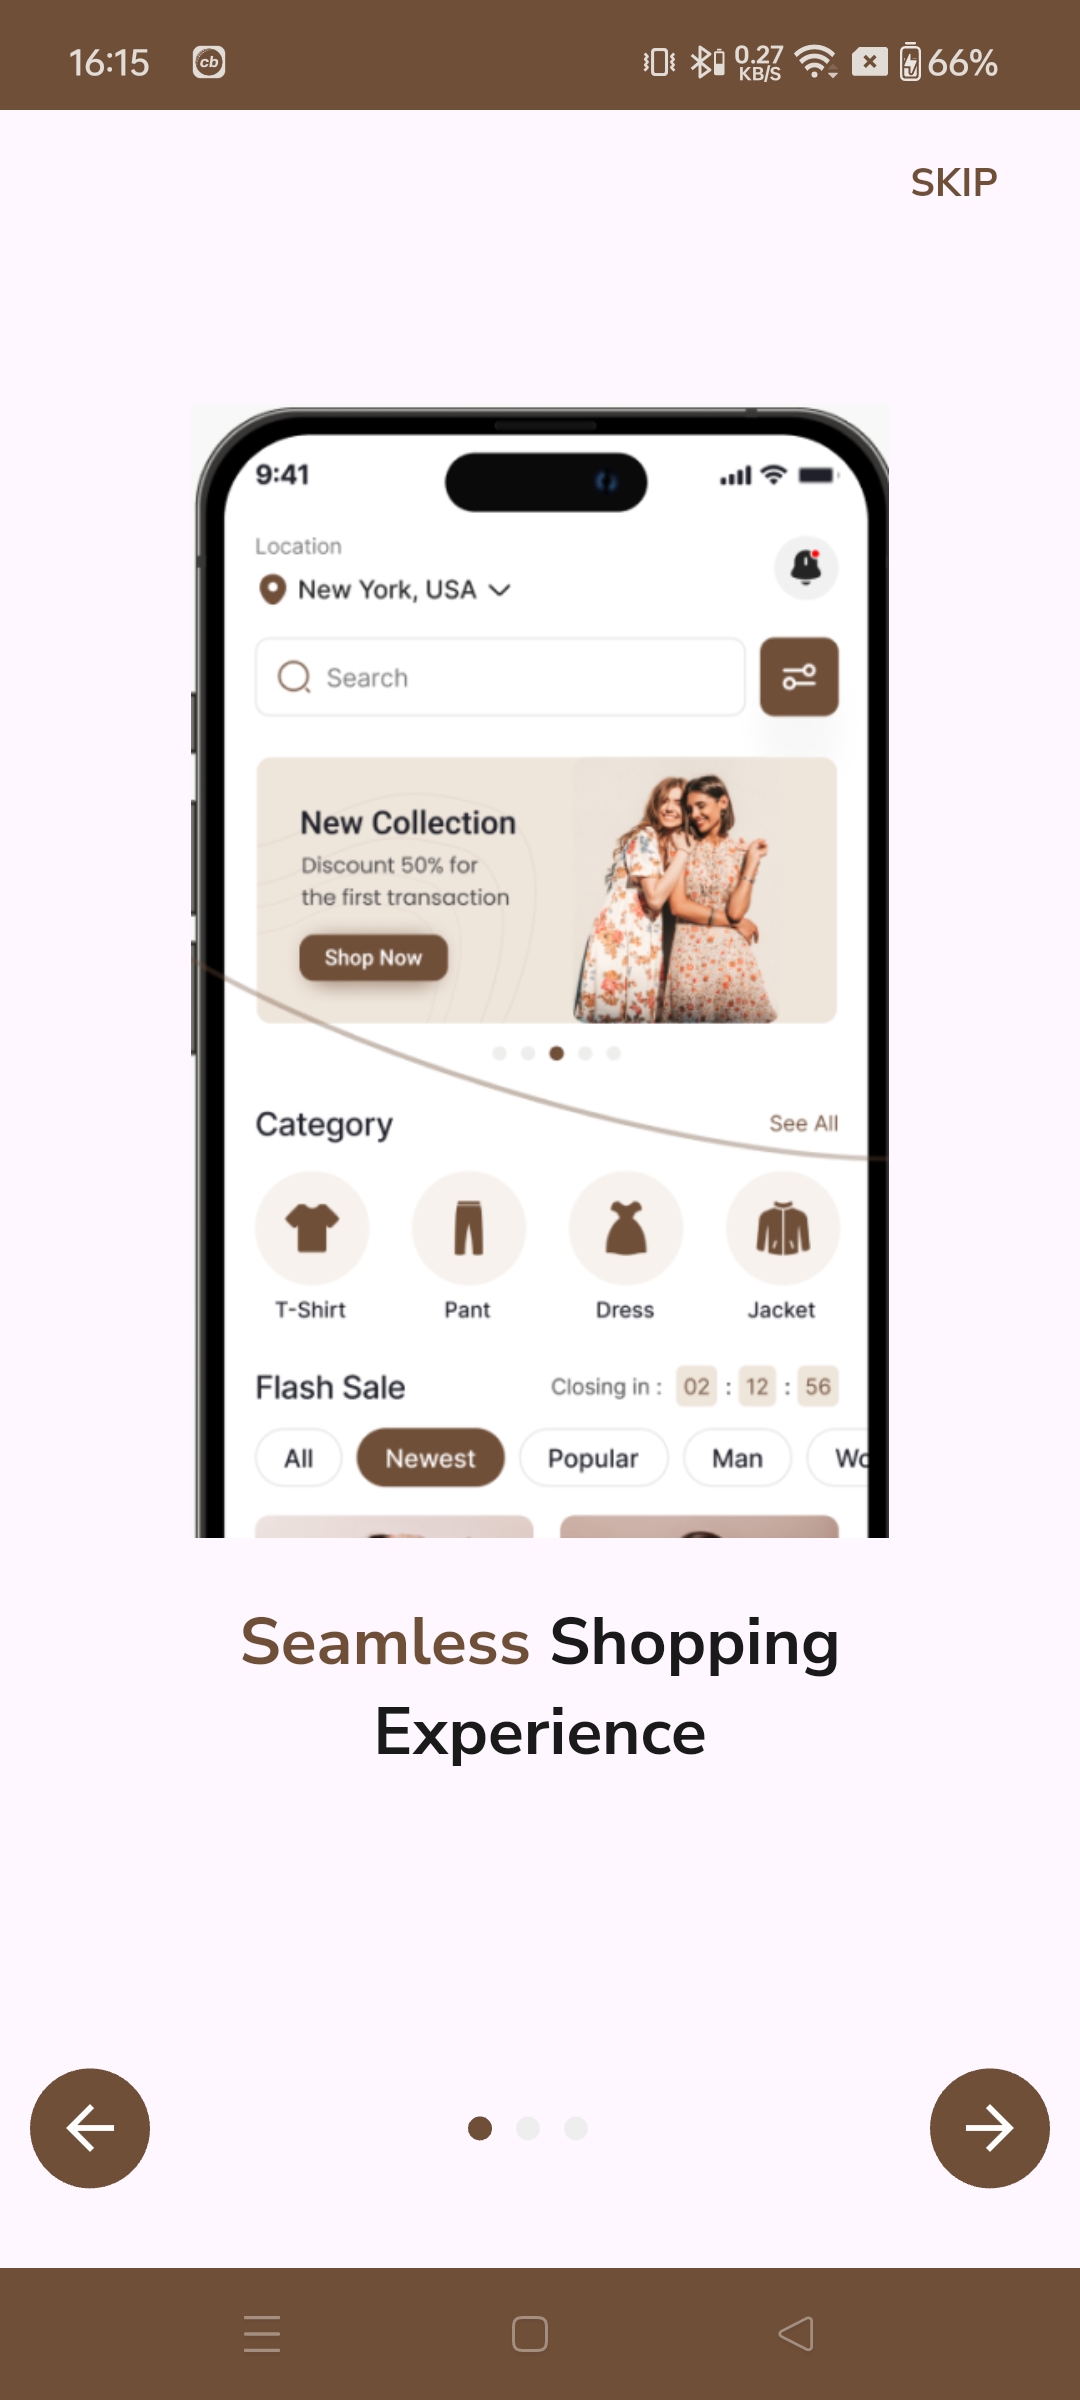 16:15 cb 0.27 KB/S 66%
SKIP
9:41
Location
New York, USA
Search
New Collection
Discount 50% for
the first transaction
Shop Now
Category See All
T-Shirt Pant Dress Jacket
Flash Sale Closing in : 02 : 12 : 56
All Newest Popular Man Wo
Seamless Shopping
Experience